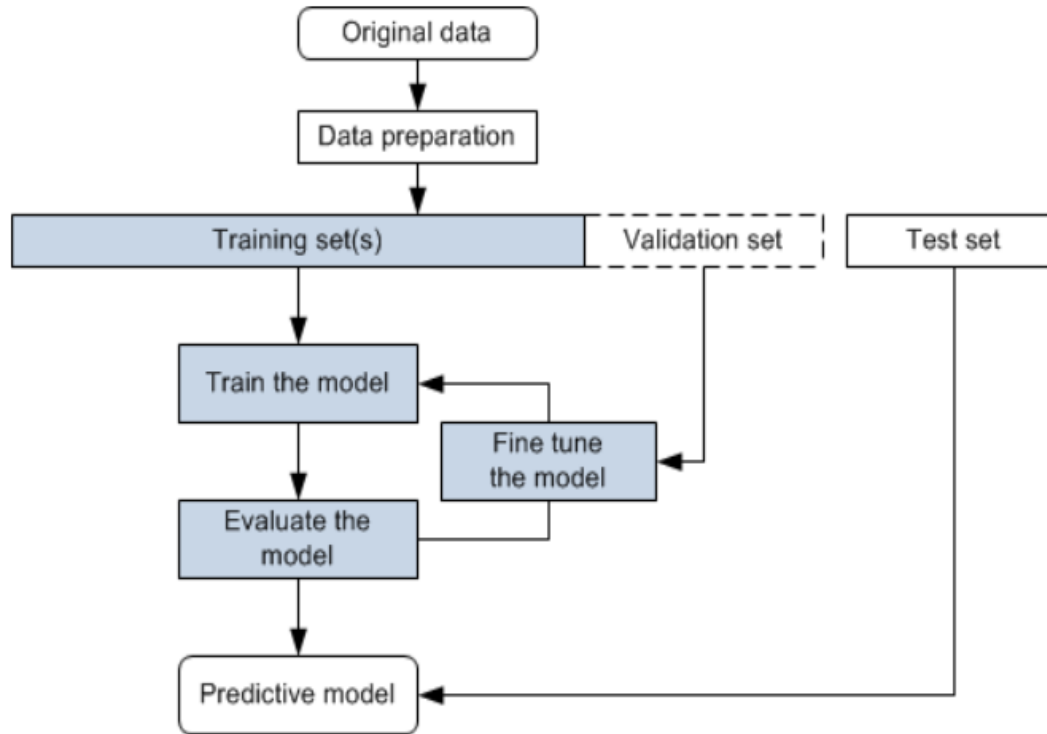 Original data
Data preparation
Training set(s)
Validation set
Test set
Train the model
Fine tune
the model
Evaluate the
model
Predictive model